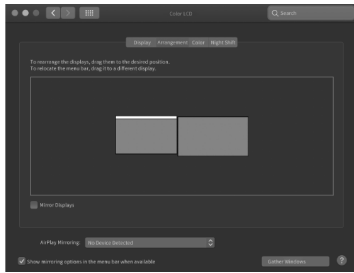 Color LCD
Search
Display Arrangement Color Night Shift
To rearrange the displays, drag them to the desired position.
To relocate the menu bar, drag it to a different display.
Mirror Displays
AirPlay Mirroring: No Device Detected
Show mirroring options in the menu bar when available
Gather Windows
?